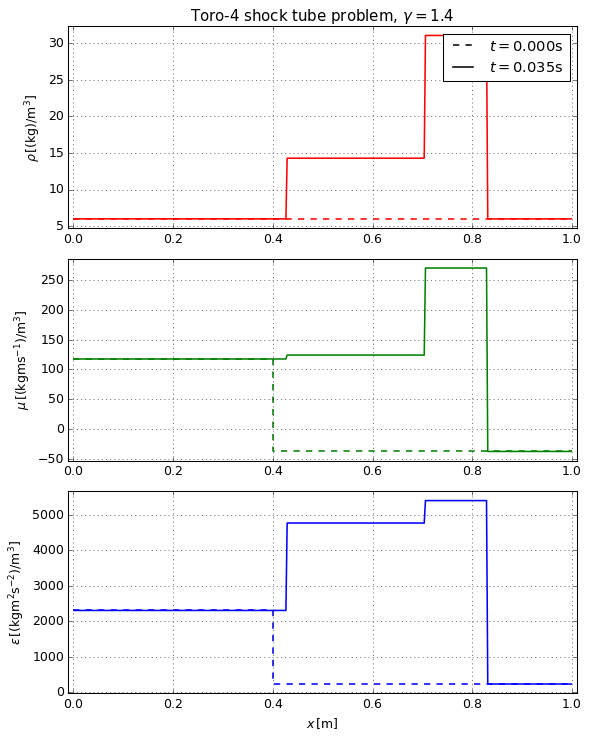 Toro-4 shock tube problem, γ = 1.4
ρ [(kg)/m³]
30
25
20
15
10
5
t = 0.000s
t = 0.035s
0.0 0.2 0.4 0.6 0.8 1.0
μ [(kgms⁻¹)/m³]
250
200
150
100
50
0
−50
0.0 0.2 0.4 0.6 0.8 1.0
ε [(kgm²s⁻²)/m³]
5000
4000
3000
2000
1000
0
0.0 0.2 0.4 0.6 0.8 1.0
x [m]